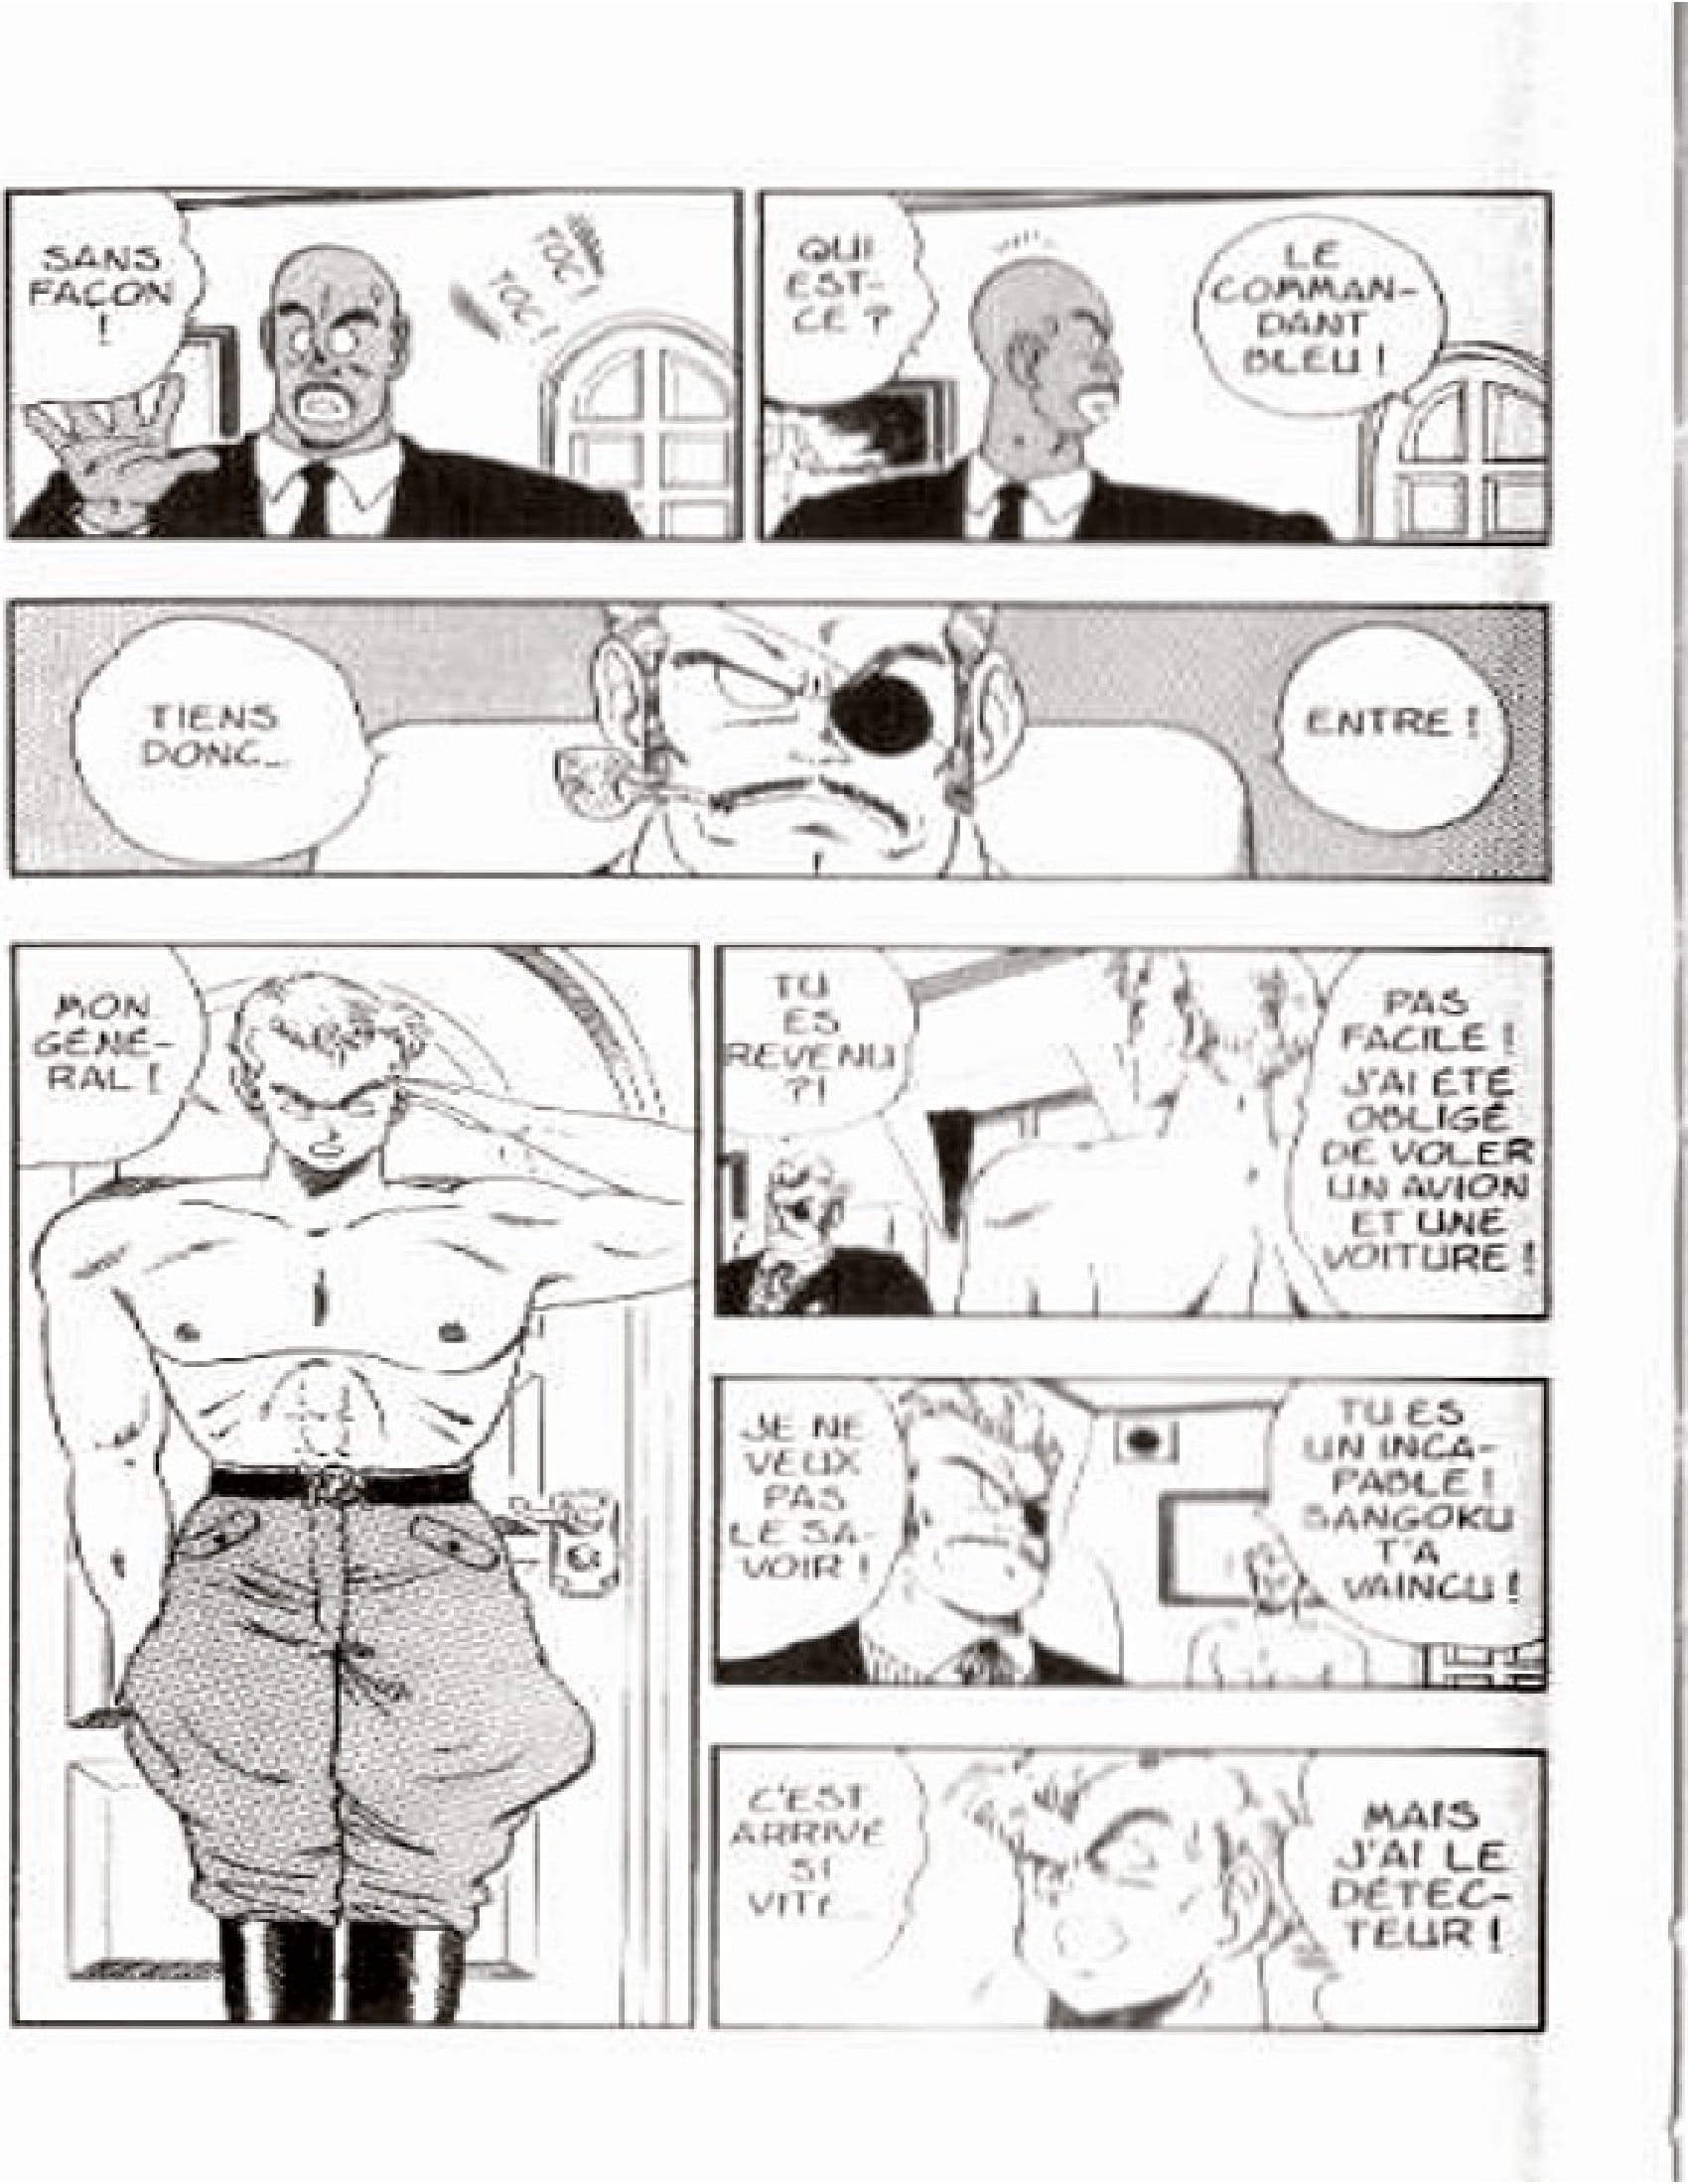 SANS
FAÇON
!
TOC !
TOC !
QUI
EST-
CE ?
LE
COMMAN-
DANT
BLEU !
TIENS
DONC...
ENTRE !
MON
GÉNÉ-
RAL !
TU
ES
REVENU
?!
PAS
FACILE !
J'AI ÉTÉ
OBLIGÉ
DE VOLER
UN AVION
ET UNE
VOITURE !
JE NE
VEUX
PAS
LE SA-
VOIR !
TU ES
UN INCA-
PABLE !
SANGOKU
T'A
VAINCU !
C'EST
ARRIVÉ
SI
VITE...
MAIS
J'AI LE
DÉTEC-
TEUR !